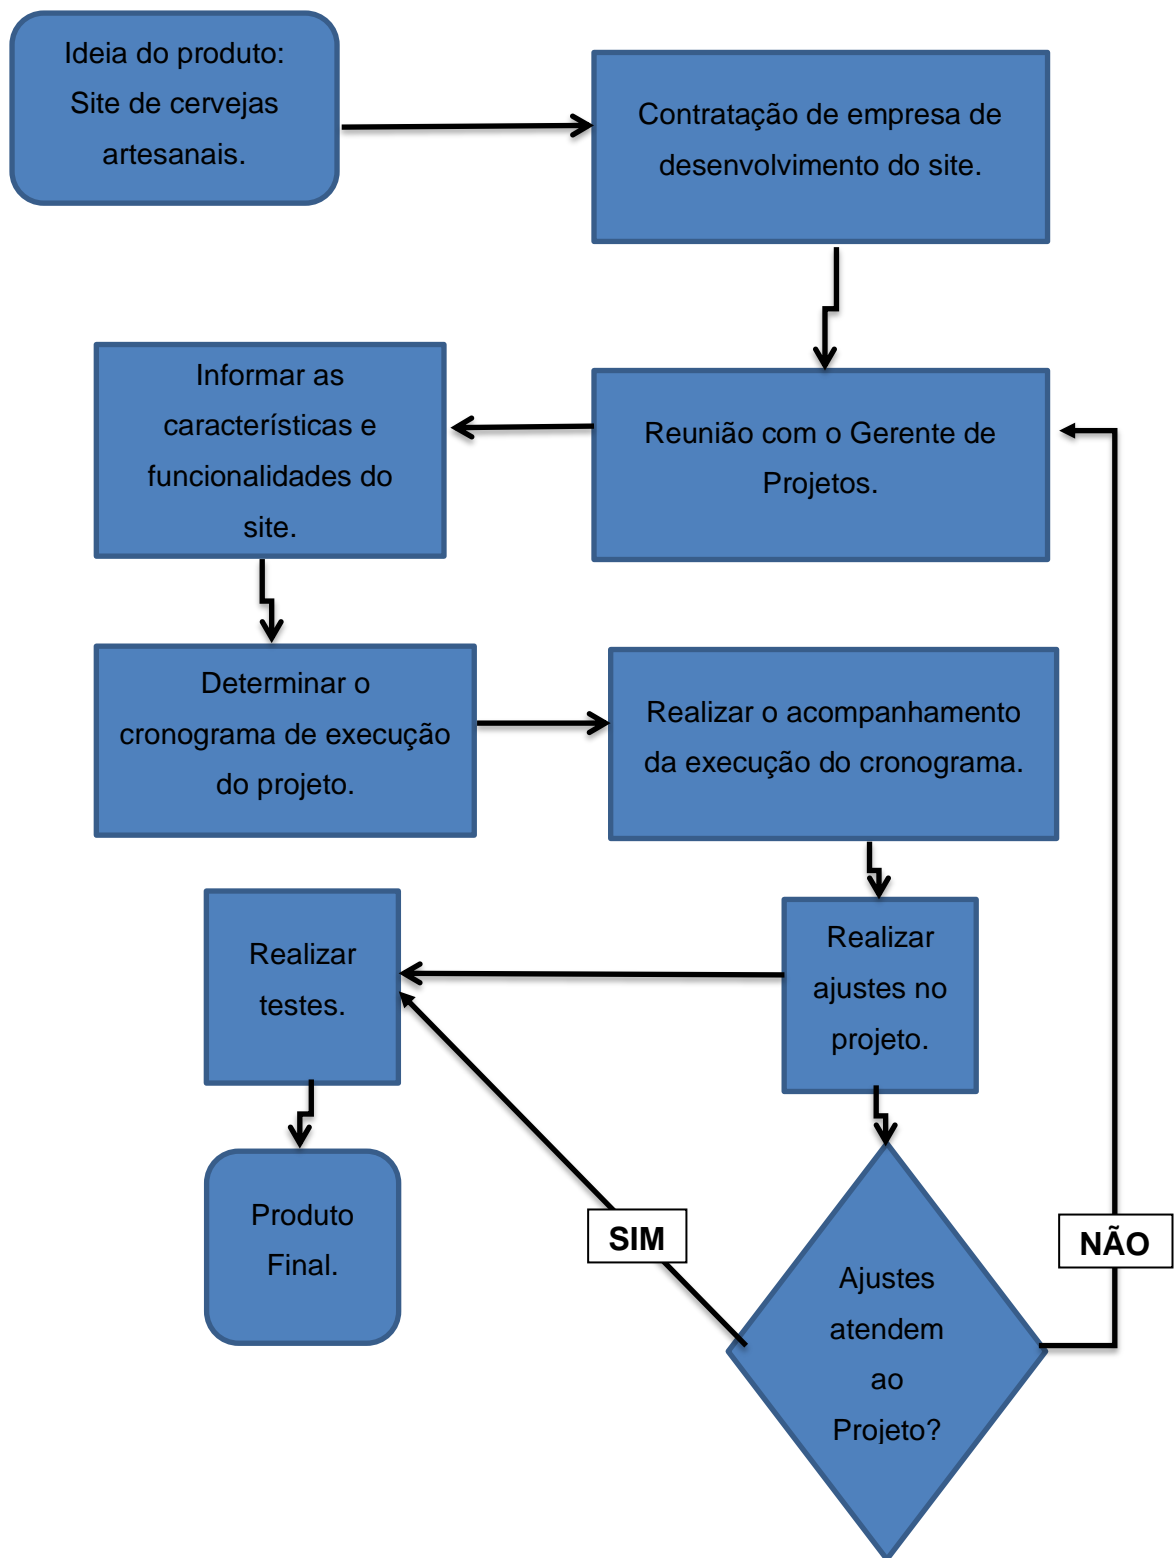 Ideia do produto:
Site de cervejas
artesanais.
Contratação de empresa de
desenvolvimento do site.
Reunião com o Gerente de
Projetos.
Informar as
características e
funcionalidades do
site.
Determinar o
cronograma de execução
do projeto.
Realizar o acompanhamento
da execução do cronograma.
Realizar
ajustes no
projeto.
Realizar
testes.
Produto
Final.
SIM
NÃO
Ajustes
atendem
ao
Projeto?